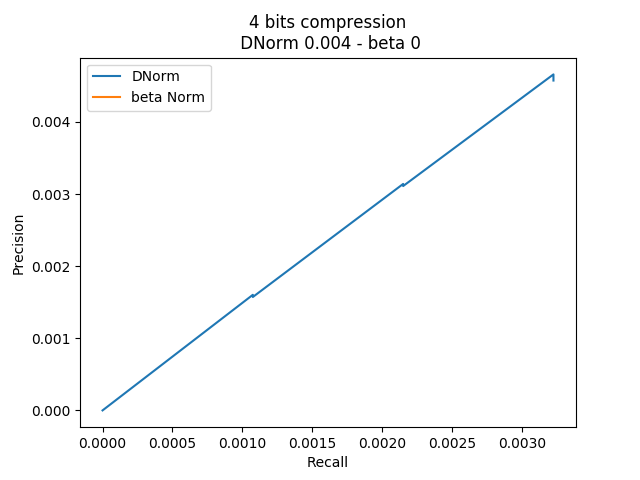 4 bits compression
DNorm 0.004 - beta 0
DNorm
beta Norm
Precision
0.004
0.003
0.002
0.001
0.000
0.0000 0.0005 0.0010 0.0015 0.0020 0.0025 0.0030
Recall